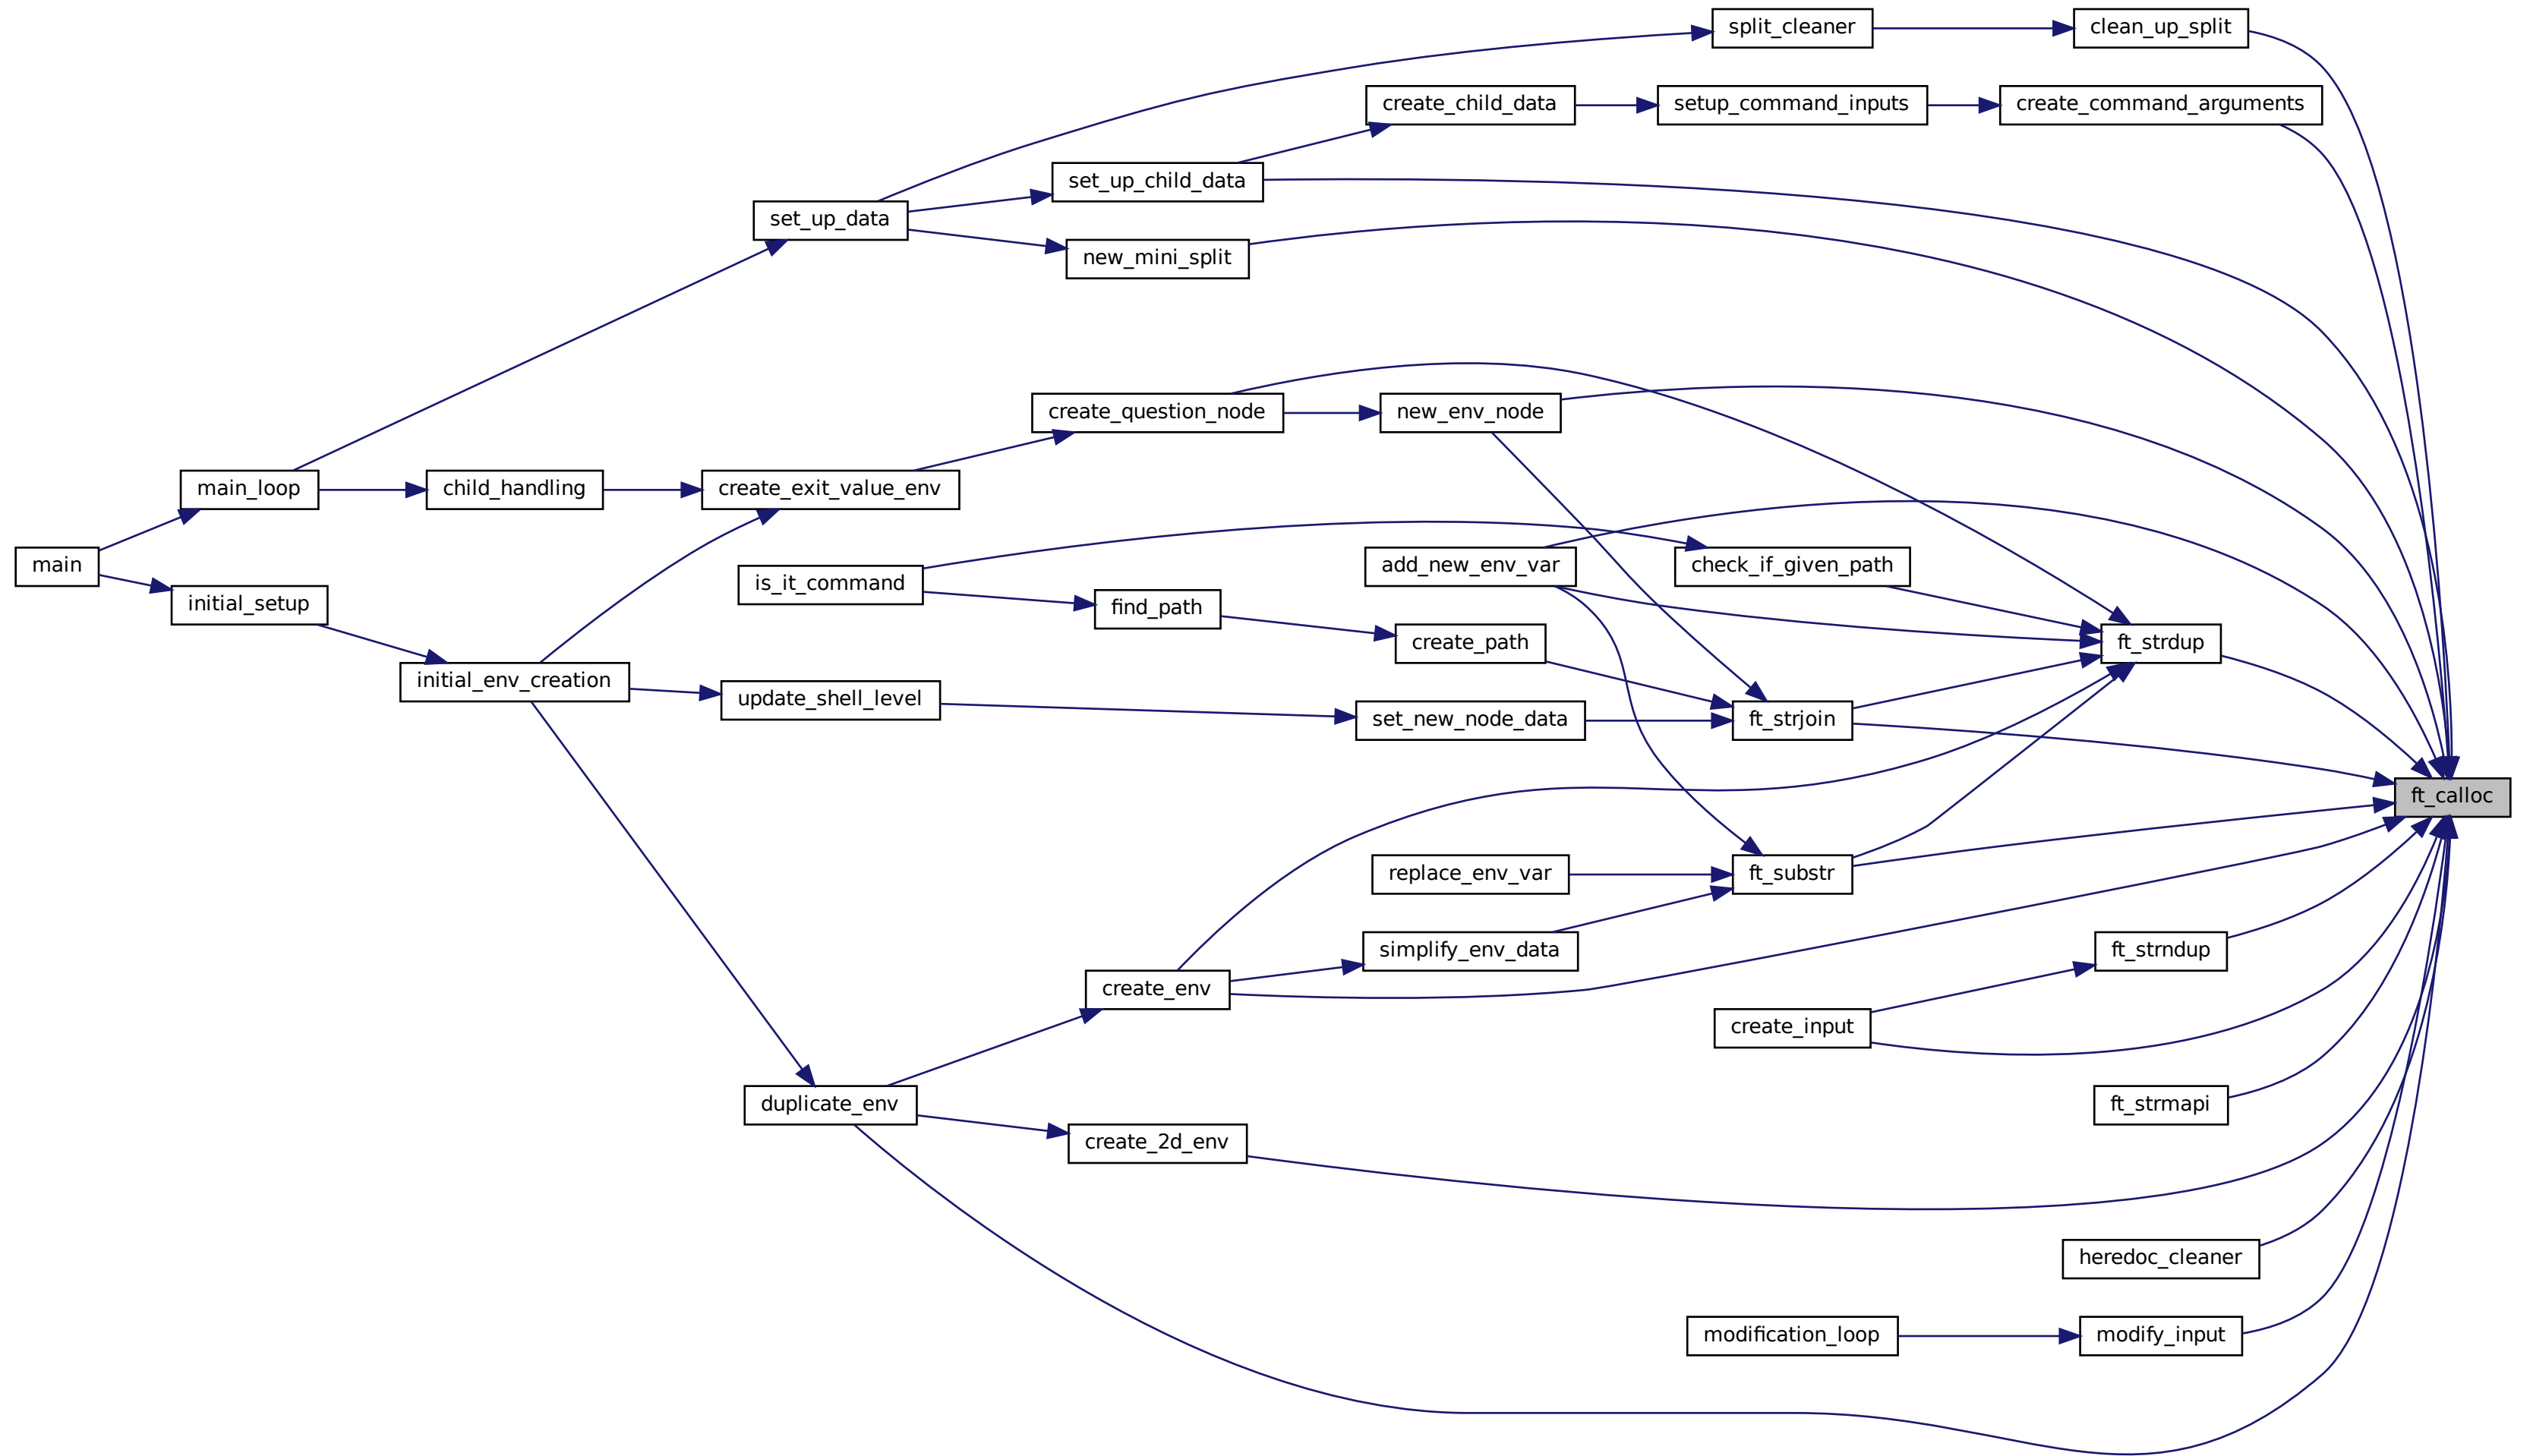 split_cleaner
clean_up_split
create_child_data
setup_command_inputs
create_command_arguments
set_up_child_data
set_up_data
new_mini_split
create_question_node
new_env_node
main_loop
child_handling
create_exit_value_env
main
add_new_env_var
check_if_given_path
is_it_command
initial_setup
find_path
create_path
ft_strdup
initial_env_creation
update_shell_level
set_new_node_data
ft_strjoin
ft_calloc
replace_env_var
ft_substr
simplify_env_data
ft_strndup
create_env
create_input
duplicate_env
ft_strmapi
create_2d_env
heredoc_cleaner
modification_loop
modify_input